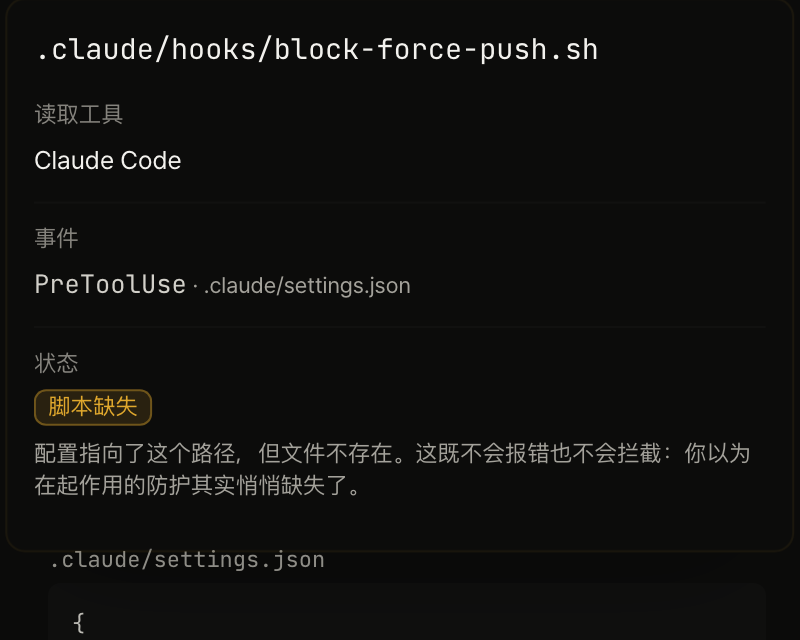 .claude/hooks/block-force-push.sh
读取工具
Claude Code
事件
PreToolUse · .claude/settings.json
状态
脚本缺失
配置指向了这个路径，但文件不存在。这既不会报错也不会拦截：你以为
在起作用的防护其实悄悄缺失了。
.claude/settings.json
{